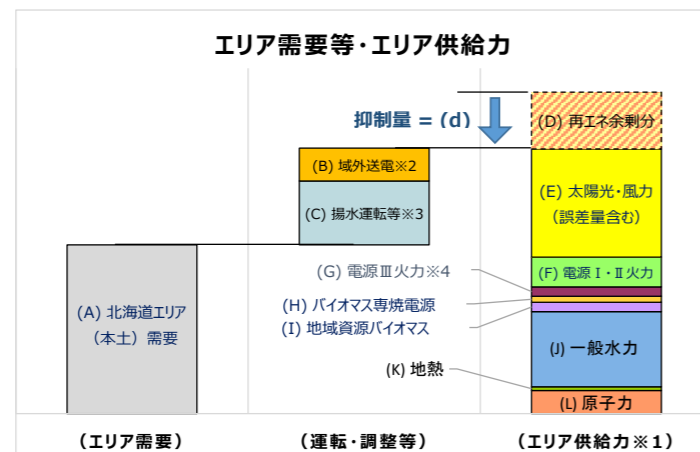 エリア需要等・エリア供給力
抑制量 = (d)
(D) 再エネ余剰分
(B) 域外送電※2
(C) 揚水運転等※3
(E) 太陽光・風力
（誤差量含む）
(G) 電源Ⅲ火力※4
(F) 電源Ⅰ・Ⅱ火力
(H) バイオマス専焼電源
(I) 地域資源バイオマス
(A) 北海道エリア
（本土）需要
(J) 一般水力
(K) 地熱
(L) 原子力
（エリア需要）
（運転・調整等）
（エリア供給力※1）